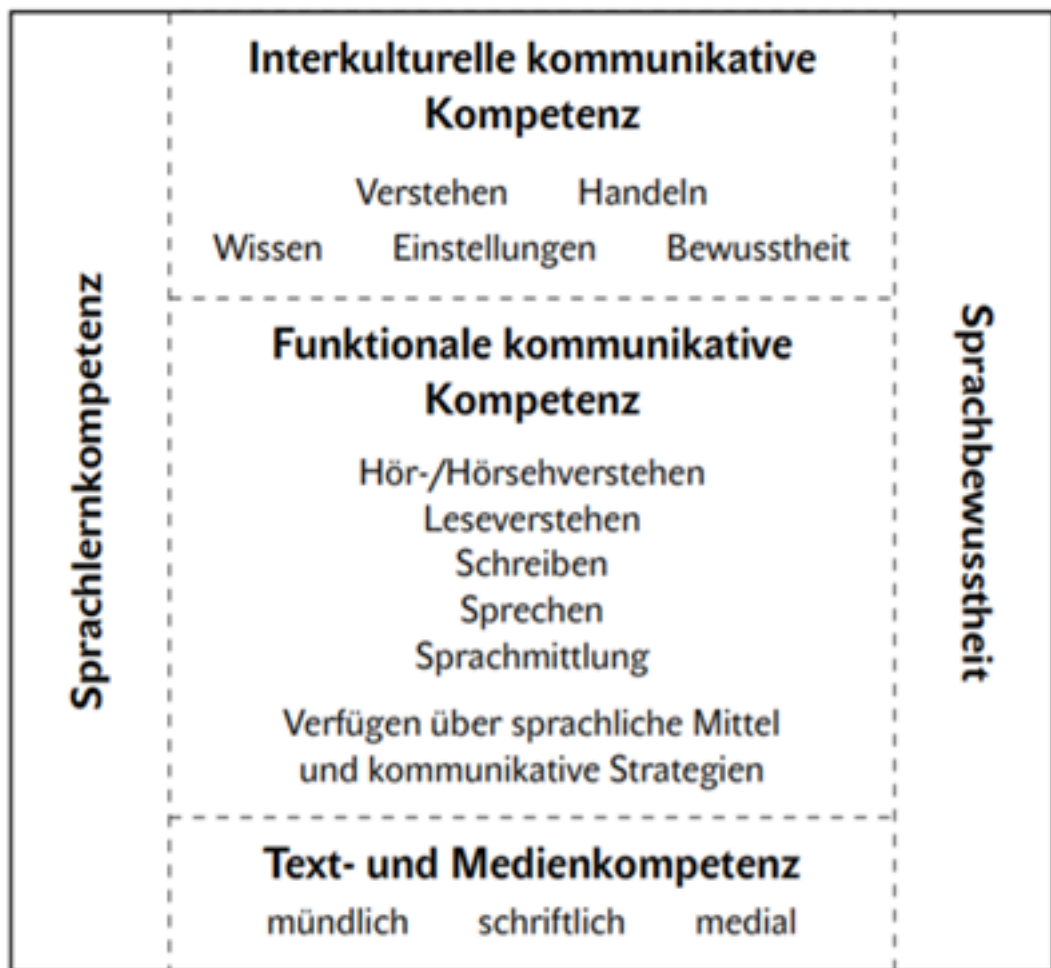 Sprachlernkompetenz
Interkulturelle kommunikative
Kompetenz
Verstehen Handeln
Wissen Einstellungen Bewusstheit
Funktionale kommunikative
Kompetenz
Hör-/Hörsehverstehen
Leseverstehen
Schreiben
Sprechen
Sprachmittlung
Verfügen über sprachliche Mittel
und kommunikative Strategien
Text- und Medienkompetenz
mündlich schriftlich medial
Sprachbewusstheit